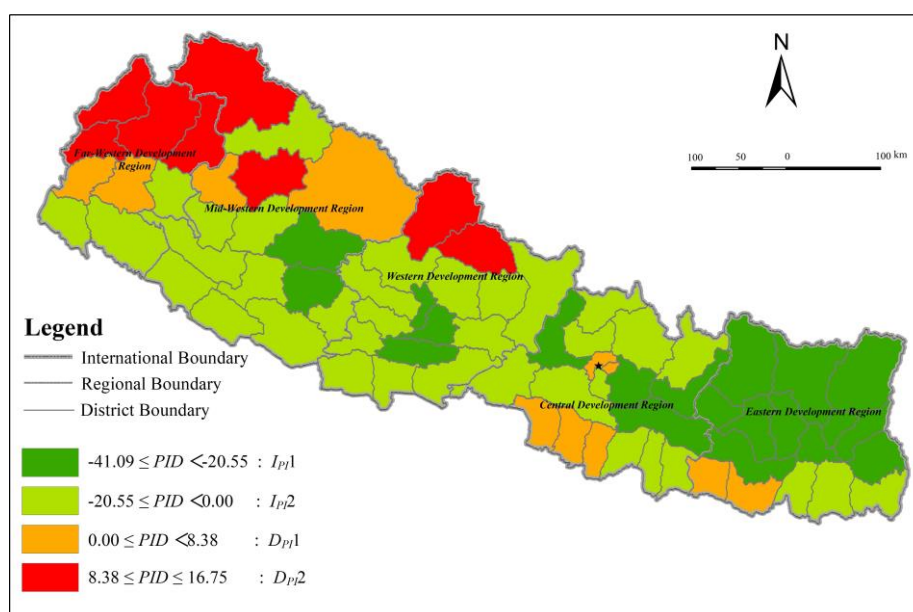 N
100 50 0 100 km
Far-Western Development
Region
Mid-Western Development Region
Western Development Region
Central Development Region
Eastern Development Region
Legend
International Boundary
Regional Boundary
District Boundary
-41.09 ≤ PID <-20.55 : IPI1
-20.55 ≤ PID <0.00 : IPI2
0.00 ≤ PID <8.38 : DPI1
8.38 ≤ PID ≤ 16.75 : DPI2